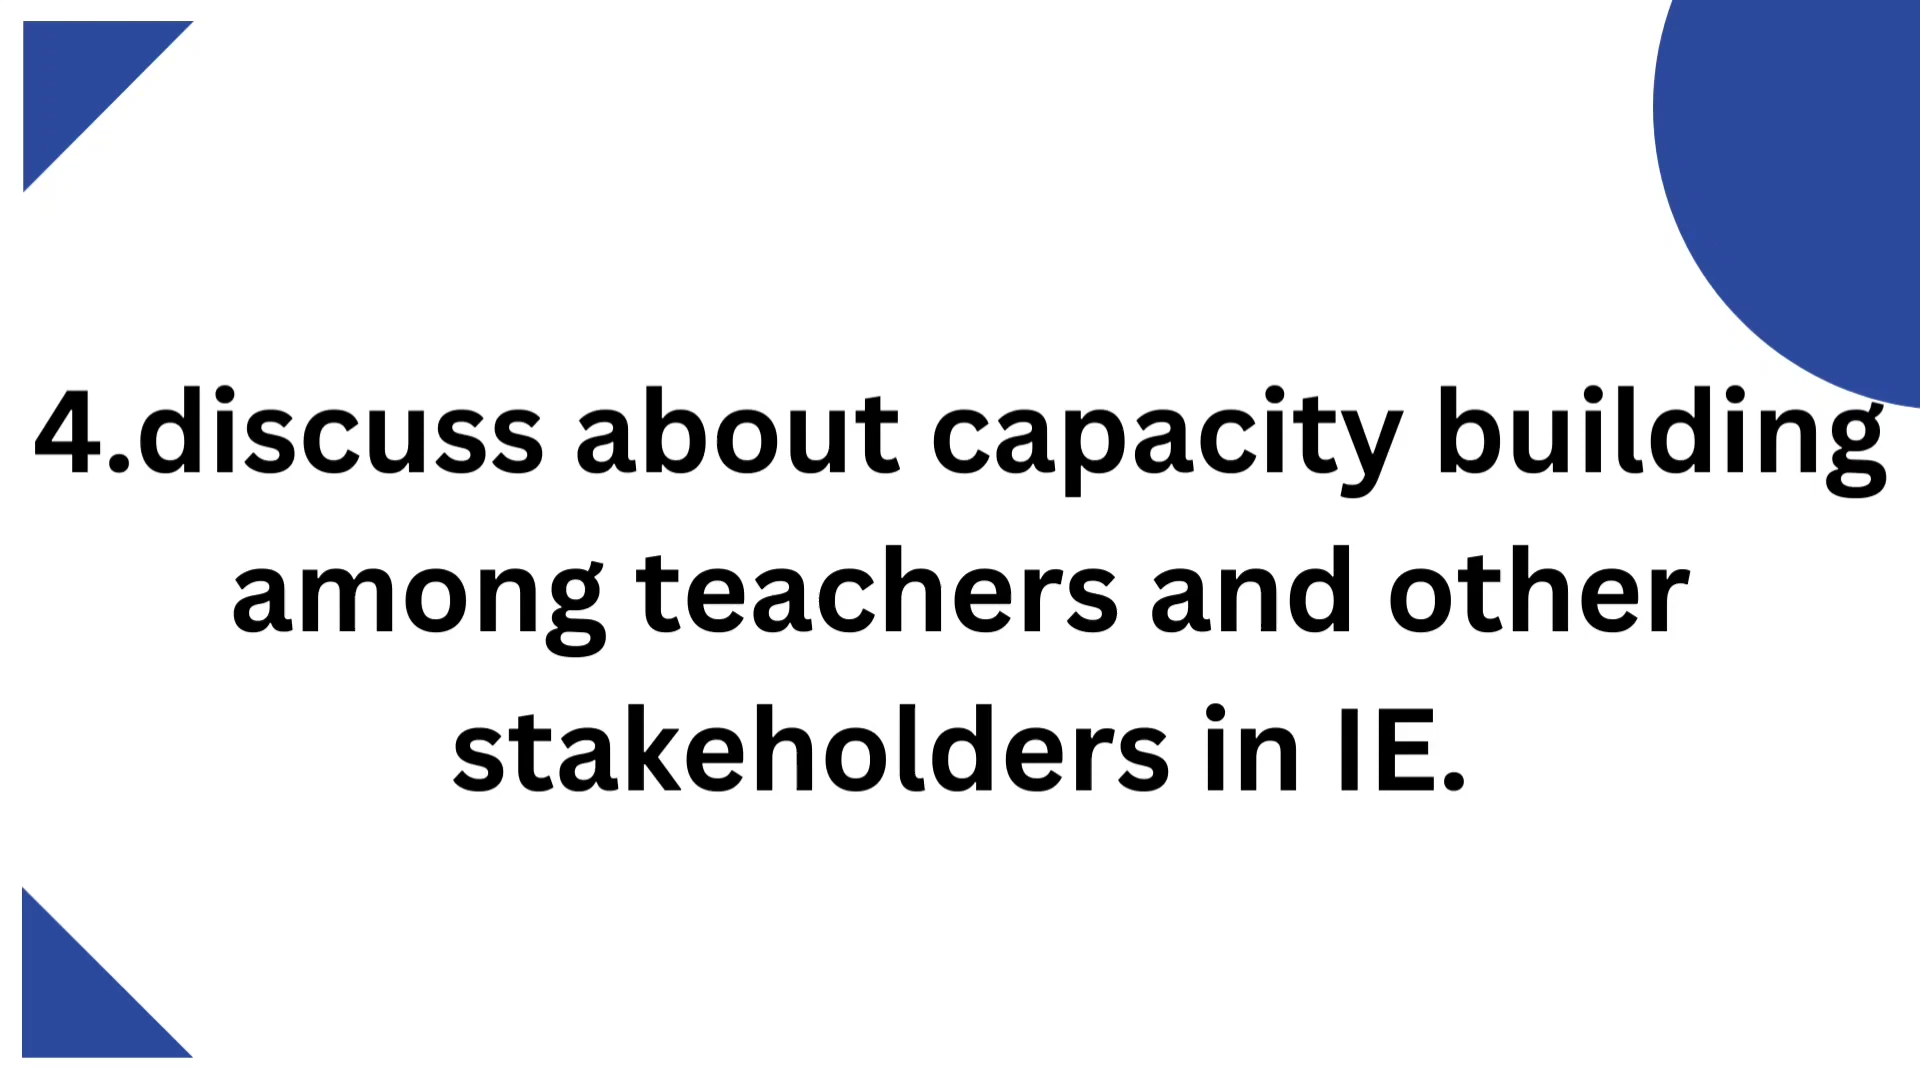 4.discuss about capacity building
among teachers and other
stakeholders in IE.